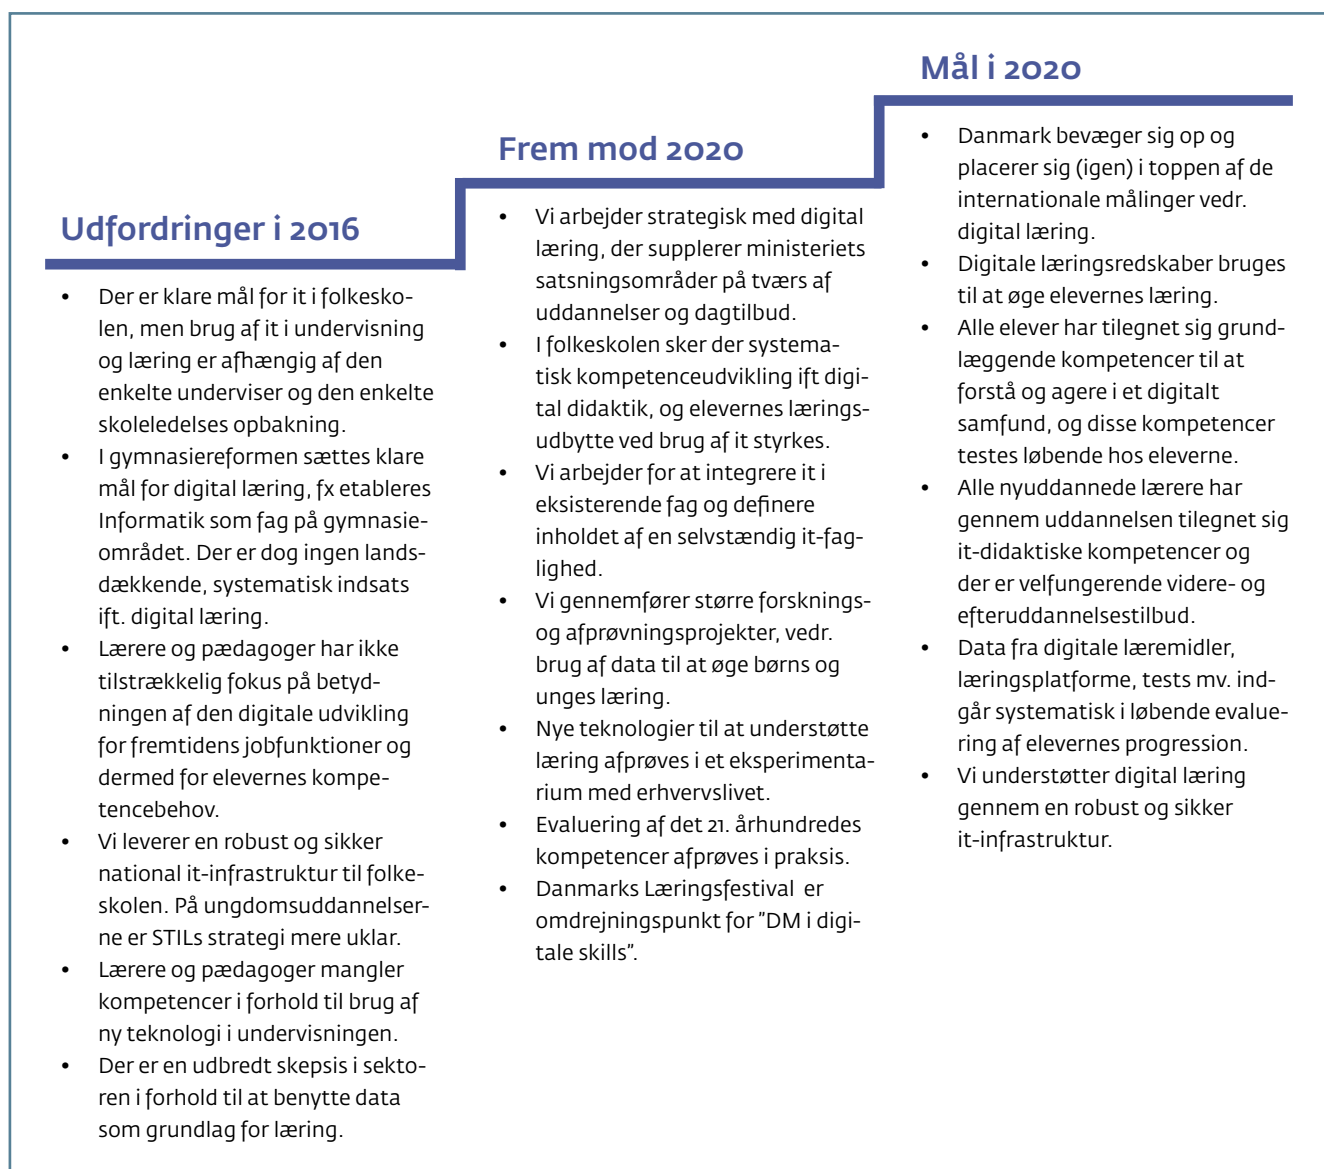 Udfordringer i 2016
• Der er klare mål for it i folkesko-
len, men brug af it i undervisning
og læring er afhængig af den
enkelte underviser og den enkelte
skoleledelses opbakning.
• I gymnasiereformen sættes klare
mål for digital læring, fx etableres
Informatik som fag på gymnasie-
området. Der er dog ingen lands-
dækkende, systematisk indsats
ift. digital læring.
• Lærere og pædagoger har ikke
tilstrækkelig fokus på betyd-
ningen af den digitale udvikling
for fremtidens jobfunktioner og
dermed for elevernes kompe-
tencebehov.
• Vi leverer en robust og sikker
national it-infrastruktur til folke-
skolen. På ungdomsuddannelser-
ne er STILs strategi mere uklar.
• Lærere og pædagoger mangler
kompetencer i forhold til brug af
ny teknologi i undervisningen.
• Der er en udbredt skepsis i sekto-
ren i forhold til at benytte data
som grundlag for læring.
Frem mod 2020
• Vi arbejder strategisk med digital
læring, der supplerer ministeriets
satsningsområder på tværs af
uddannelser og dagtilbud.
• I folkeskolen sker der systema-
tisk kompetenceudvikling ift digi-
tal didaktik, og elevernes lærings-
udbytte ved brug af it styrkes.
• Vi arbejder for at integrere it i
eksisterende fag og definere
inholdet af en selvstændig it-fag-
lighed.
• Vi gennemfører større forsknings-
og afprøvningsprojekter, vedr.
brug af data til at øge børns og
unges læring.
• Nye teknologier til at understøtte
læring afprøves i et eksperimenta-
rium med erhvervslivet.
• Evaluering af det 21. århundredes
kompetencer afprøves i praksis.
• Danmarks Læringsfestival er
omdrejningspunkt for ”DM i digi-
tale skills”.
Mål i 2020
• Danmark bevæger sig op og
placerer sig (igen) i toppen af de
internationale målinger vedr.
digital læring.
• Digitale læringsredskaber bruges
til at øge elevernes læring.
• Alle elever har tilegnet sig grund-
læggende kompetencer til at
forstå og agere i et digitalt
samfund, og disse kompetencer
testes løbende hos eleverne.
• Alle nyuddannede lærere har
gennem uddannelsen tilegnet sig
it-didaktiske kompetencer og
der er velfungerende videre- og
efteruddannelsestilbud.
• Data fra digitale læremidler,
læringsplatforme, tests mv. ind-
går systematisk i løbende evalue-
ring af elevernes progression.
• Vi understøtter digital læring
gennem en robust og sikker
it-infrastruktur.